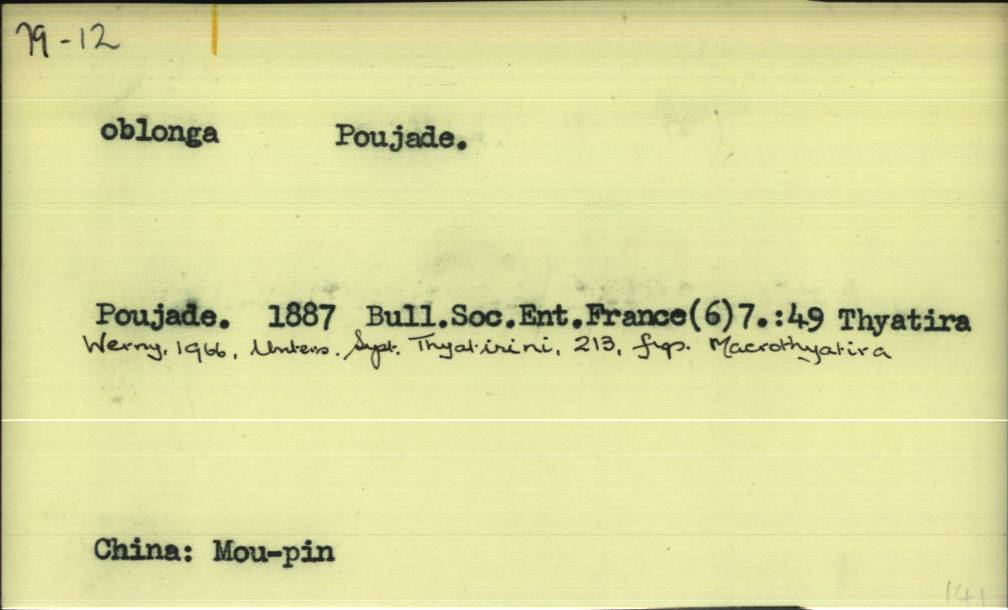 79-12
oblonga Poujade.
Poujade. 1887 Bull.Soc.Ent.France(6)7.:49 Thyatira
Werny, 1966, Unters. Syst. Thyatirini, 213, figs. Macrothyatira
China: Mou-pin
141